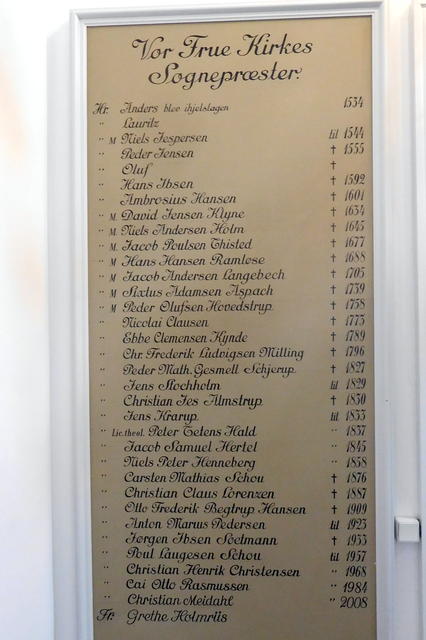 Vor Frue Kirkes
Sognepræster.
Hr. Anders blev ihjelslagen 1534
" Lauritz
" M Niels Jespersen til 1544
" Peder Jensen † 1555
" Oluf †
" Hans Ibsen † 1592
" Ambrosius Hansen † 1601
" M David Jensen Klyne † 1634
" M Niels Andersen Holm † 1645
" M Jacob Poulsen Thisted † 1677
" M Hans Hansen Ramløse † 1688
" M Jacob Andersen Langebech † 1705
" M Sixtus Adamsen Aspach † 1739
" M Peder Olufsen Hovedstrup † 1758
" Nicolai Clausen † 1773
" Ebbe Clemensen Kynde † 1789
" Chr. Frederik Ludvigsen Milling † 1796
" Peder Math. Gesmell Schjerup † 1827
" Jens Stockholm til 1829
" Christian Jes Almstrup † 1830
" Jens Krarup til 1833
" Lic. theol. Peter Tetens Hald " 1837
" Jacob Samuel Hertel " 1845
" Niels Peter Henneberg " 1858
" Carsten Mathias Schou † 1876
" Christian Claus Lorenzen † 1887
" Otto Frederik Begtrup Hansen † 1909
" Anton Marius Pedersen til 1923
" Jørgen Ibsen Soetmann † 1933
" Poul Laugesen Schou til 1957
" Christian Henrik Christensen " 1968
" Cai Otto Rasmussen " 1984
" Christian Meidahl " 2008
Fr. Grethe Holmriis